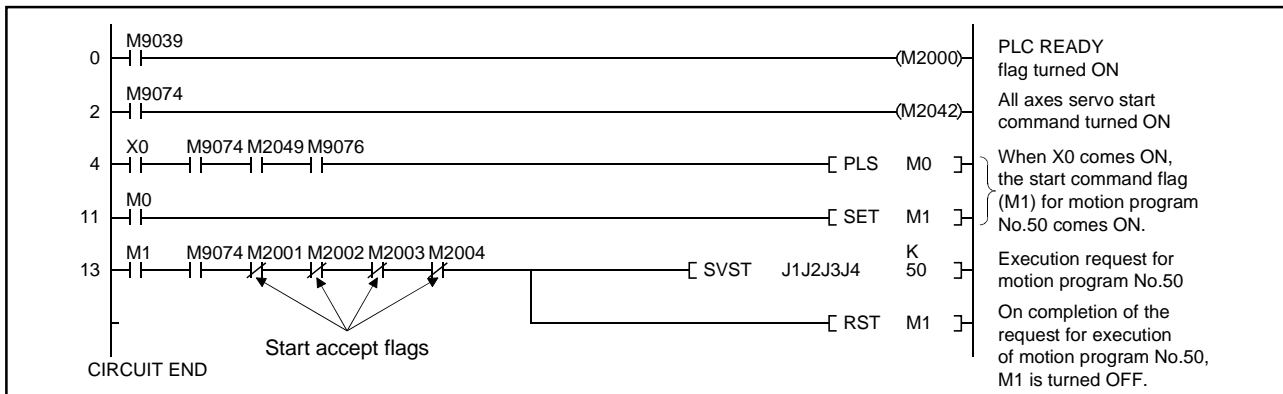 M9039
0 (M2000) PLC READY
flag turned ON
M9074
2 (M2042) All axes servo start
command turned ON
X0 M9074 M2049 M9076
4 PLS M0 When X0 comes ON,
the start command flag
(M1) for motion program
No.50 comes ON.
M0
11 SET M1
M1 M9074 M2001 M2002 M2003 M2004
13 SVST J1J2J3J4 K
50 Execution request for
motion program No.50
RST M1 On completion of the
request for execution
of motion program No.50,
M1 is turned OFF.
Start accept flags
CIRCUIT END